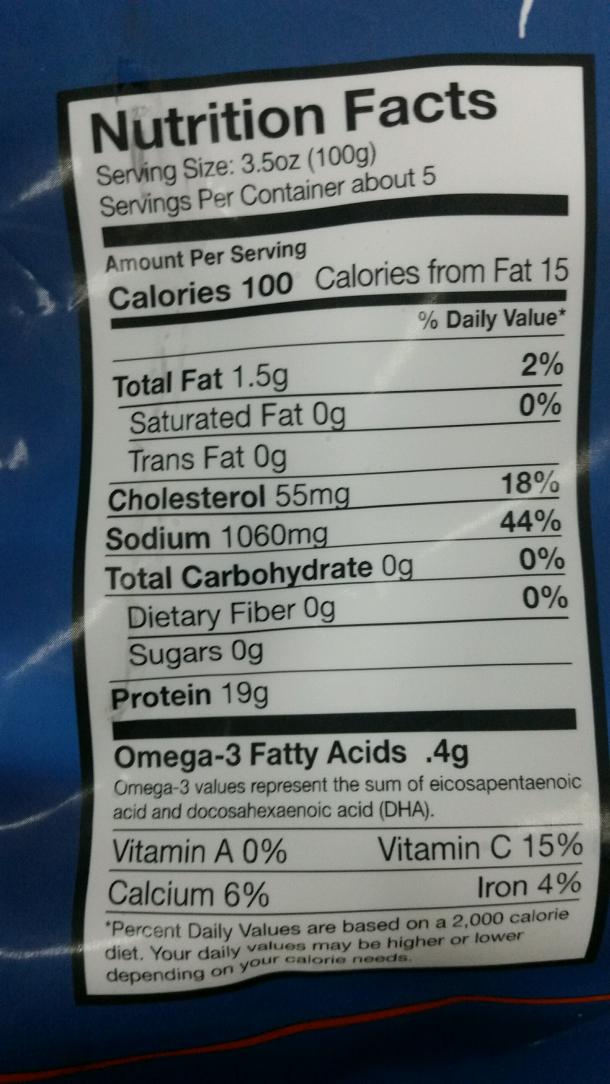 Nutrition Facts
Serving Size: 3.5oz (100g)
Servings Per Container about 5
Amount Per Serving
Calories 100 Calories from Fat 15
% Daily Value*
Total Fat 1.5g 2%
Saturated Fat 0g 0%
Trans Fat 0g
Cholesterol 55mg 18%
Sodium 1060mg 44%
Total Carbohydrate 0g 0%
Dietary Fiber 0g 0%
Sugars 0g
Protein 19g
Omega-3 Fatty Acids .4g
Omega-3 values represent the sum of eicosapentaenoic
acid and docosahexaenoic acid (DHA).
Vitamin A 0% Vitamin C 15%
Calcium 6% Iron 4%
*Percent Daily Values are based on a 2,000 calorie
diet. Your daily values may be higher or lower
depending on your calorie needs.